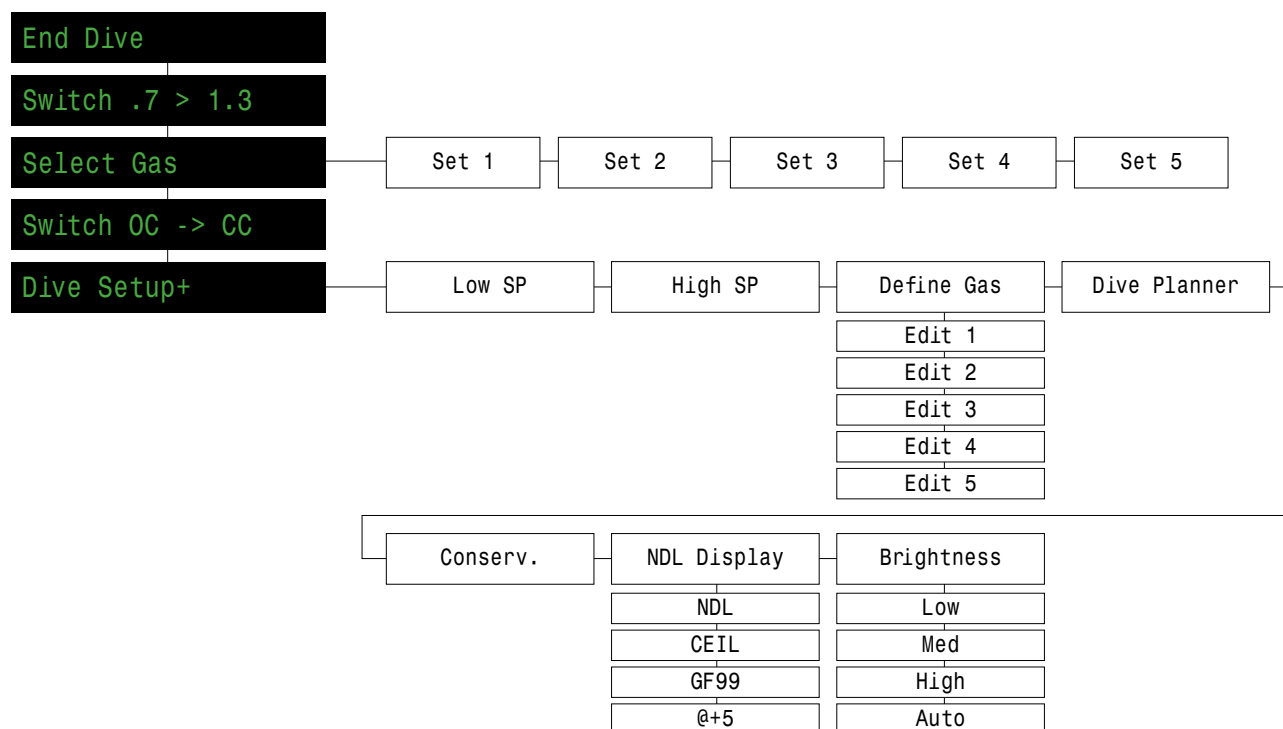 End Dive
Switch .7 > 1.3
Select Gas
Set 1
Set 2
Set 3
Set 4
Set 5
Switch OC -> CC
Dive Setup+
Low SP
High SP
Define Gas
Dive Planner
Edit 1
Edit 2
Edit 3
Edit 4
Edit 5
Conserv.
NDL Display
Brightness
NDL
Low
CEIL
Med
GF99
High
@+5
Auto